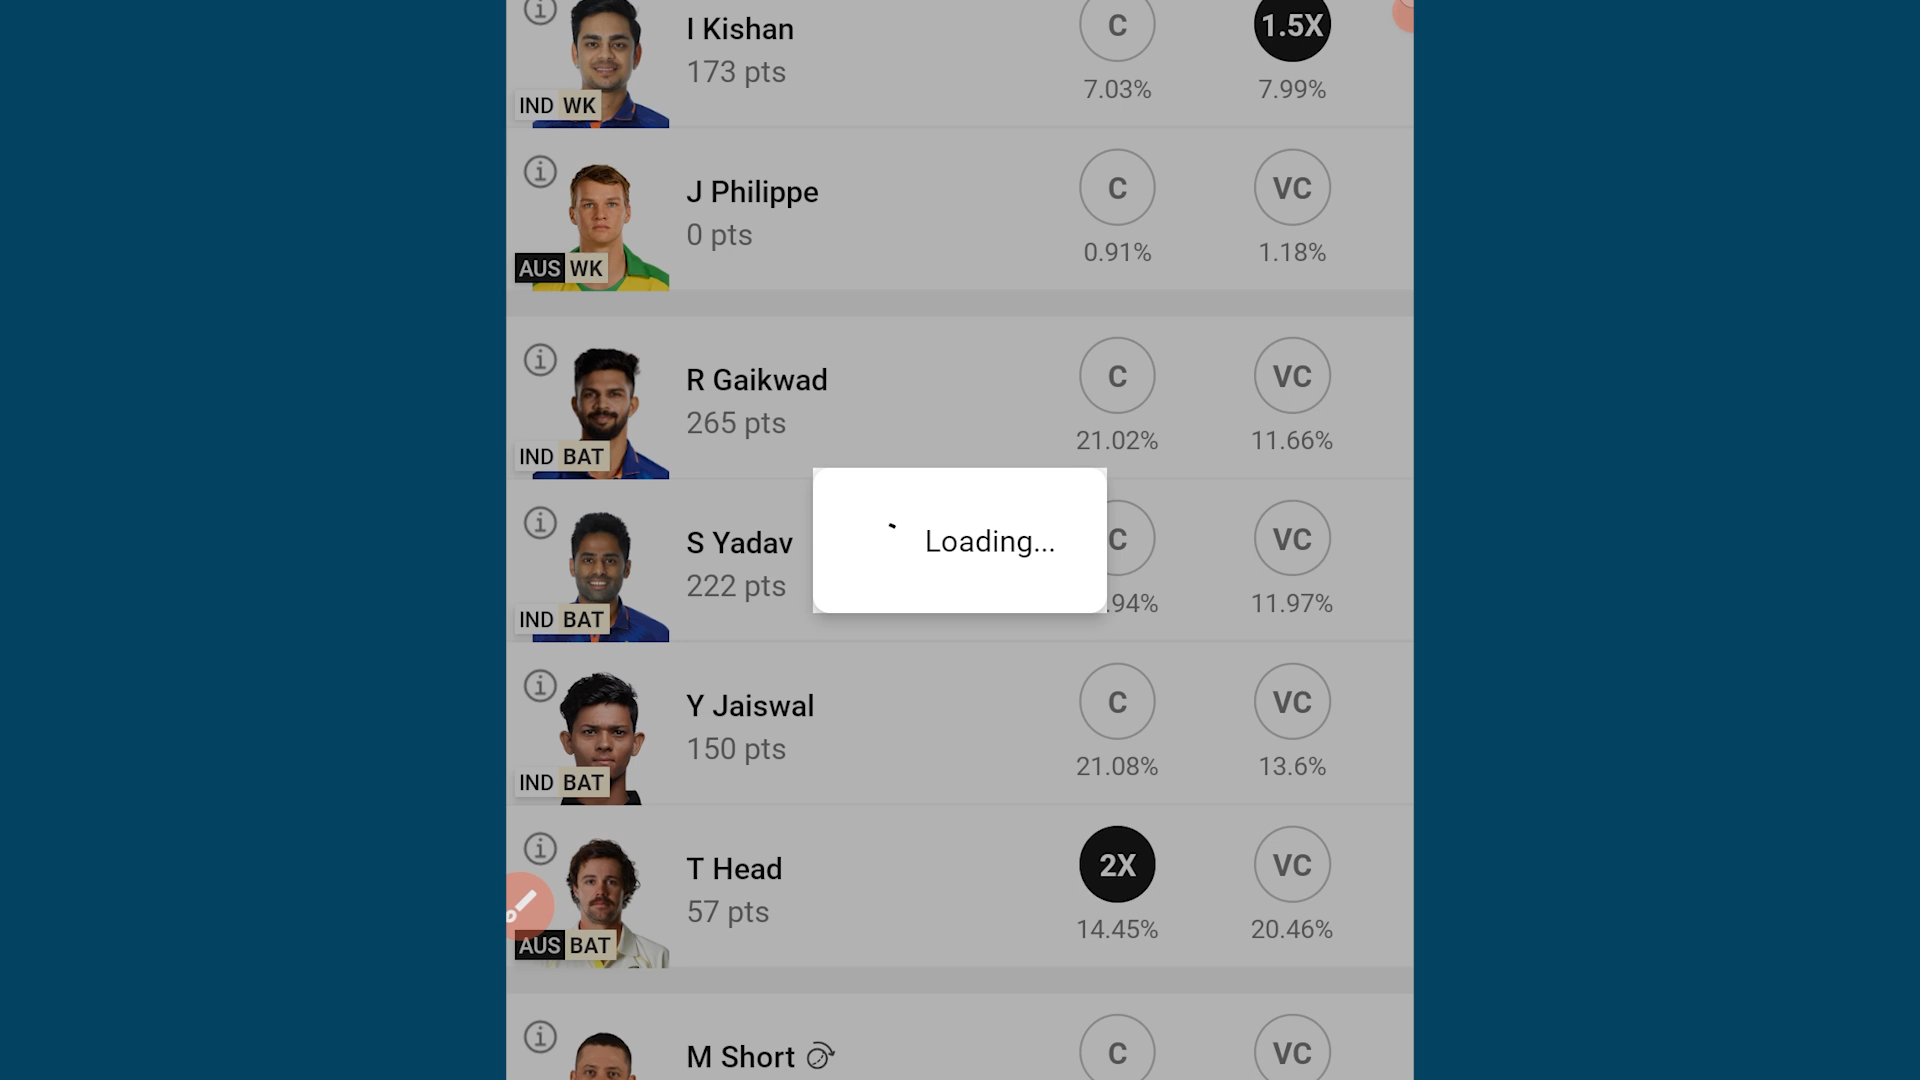 I Kishan
173 pts
C
1.5X
7.03%
7.99%
IND WK
J Philippe
0 pts
C
VC
0.91%
1.18%
AUS WK
R Gaikwad
265 pts
C
VC
21.02%
11.66%
IND BAT
S Yadav
222 pts
C
VC
.94%
11.97%
IND BAT
Loading...
Y Jaiswal
150 pts
C
VC
21.08%
13.6%
IND BAT
T Head
57 pts
2X
VC
14.45%
20.46%
AUS BAT
M Short
C
VC